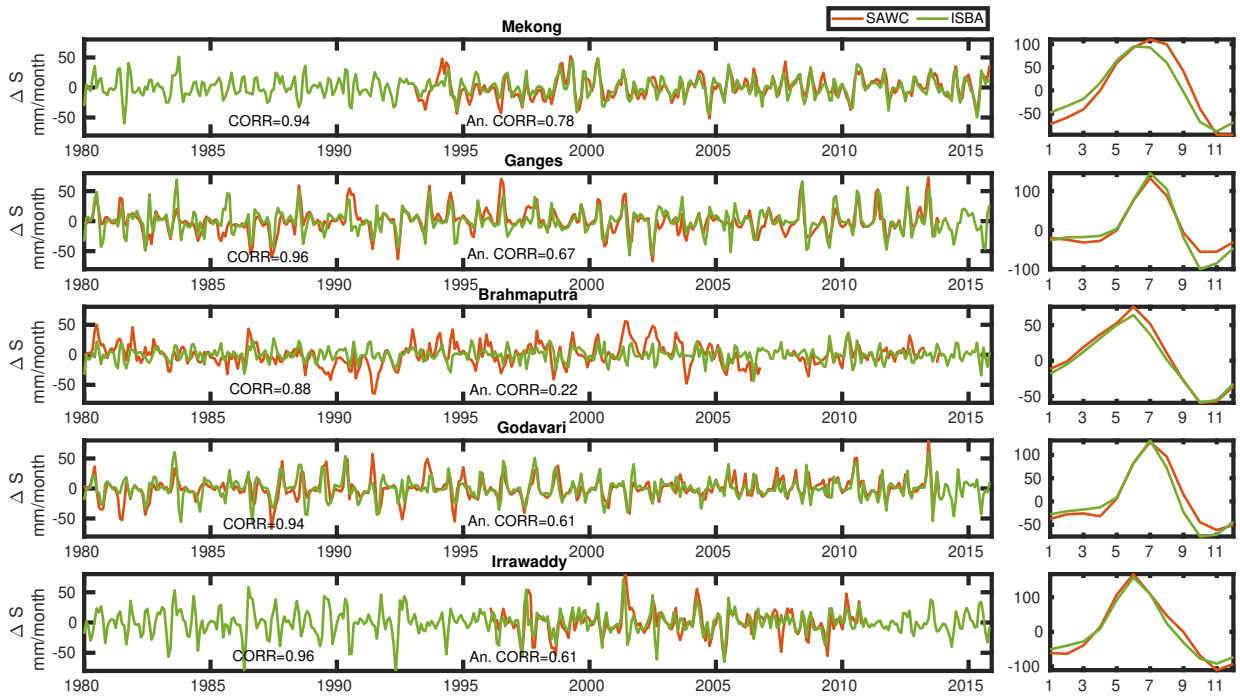 SAWC ISBA
Mekong
Δ S
mm/month
50
0
-50
CORR=0.94 An. CORR=0.78
1980 1985 1990 1995 2000 2005 2010 2015
100
50
0
-50
1 3 5 7 9 11
Ganges
Δ S
mm/month
50
0
-50
CORR=0.96 An. CORR=0.67
1980 1985 1990 1995 2000 2005 2010 2015
100
0
-100
1 3 5 7 9 11
Brahmaputra
Δ S
mm/month
50
0
-50
CORR=0.88 An. CORR=0.22
1980 1985 1990 1995 2000 2005 2010 2015
50
0
-50
1 3 5 7 9 11
Godavari
Δ S
mm/month
50
0
-50
CORR=0.94 An. CORR=0.61
1980 1985 1990 1995 2000 2005 2010 2015
100
50
0
-50
1 3 5 7 9 11
Irrawaddy
Δ S
mm/month
50
0
-50
CORR=0.96 An. CORR=0.61
1980 1985 1990 1995 2000 2005 2010 2015
100
0
-100
1 3 5 7 9 11